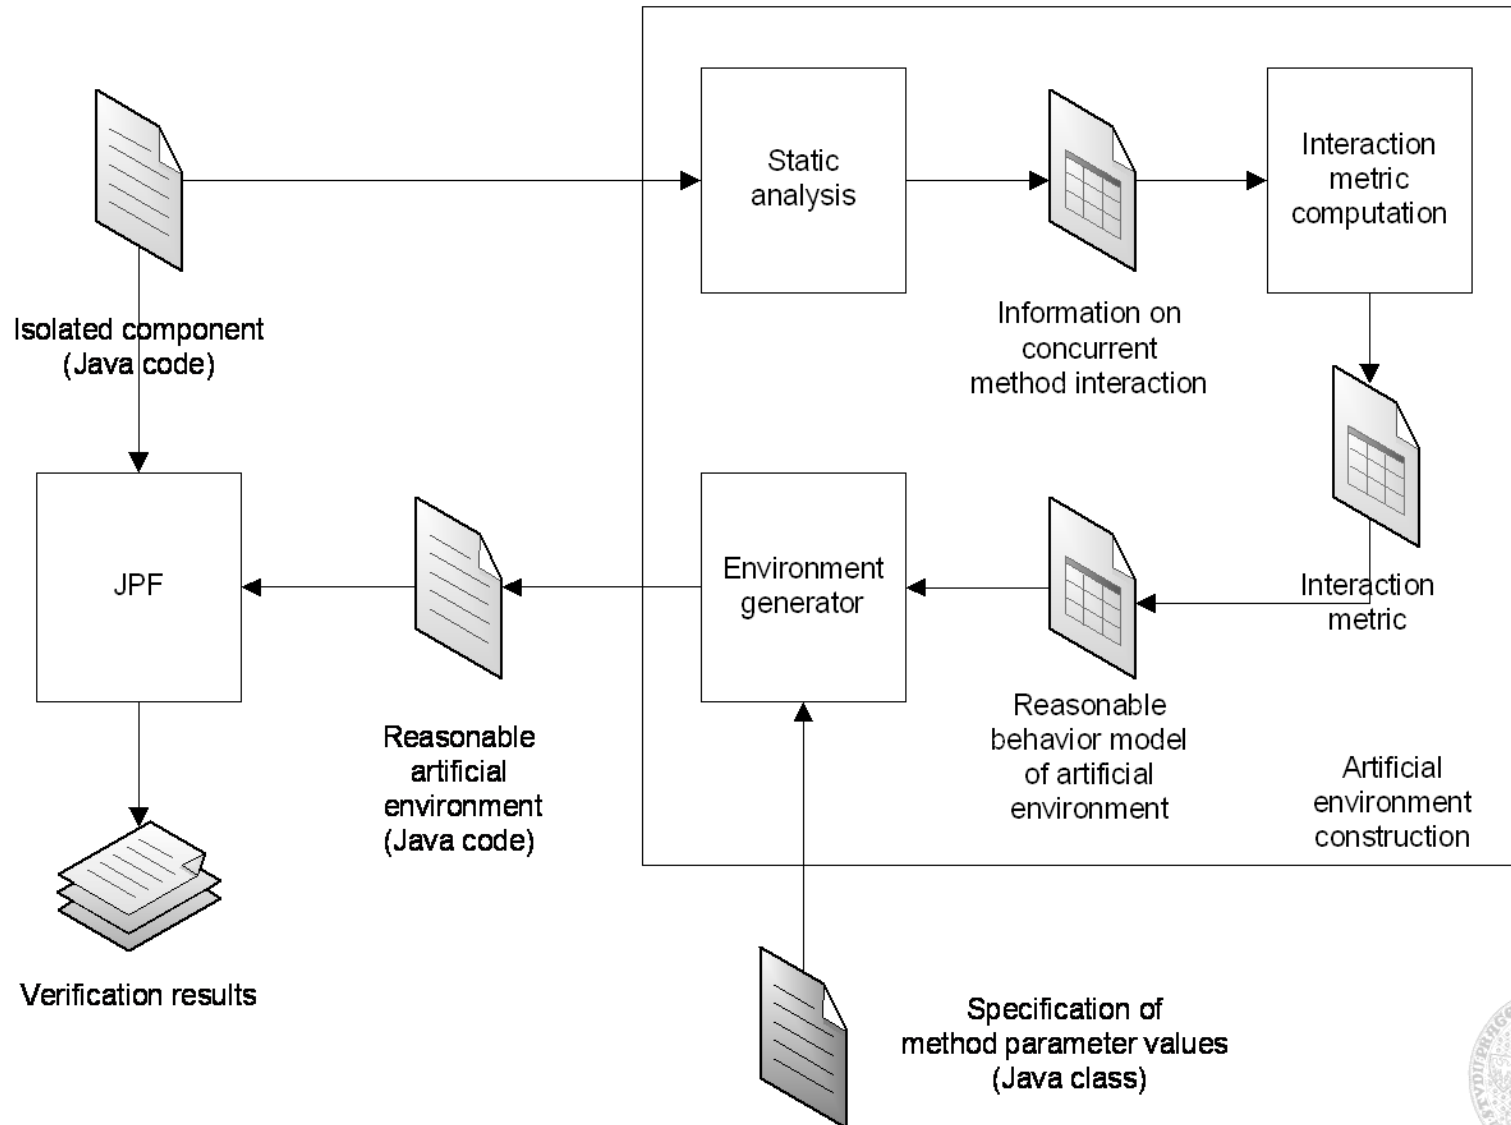 Static
analysis
Interaction
metric
computation
Isolated component
(Java code)
Information on
concurrent
method interaction
JPF
Environment
generator
Interaction
metric
Reasonable
artificial
environment
(Java code)
Reasonable
behavior model
of artificial
environment
Artificial
environment
construction
Verification results
Specification of
method parameter values
(Java class)